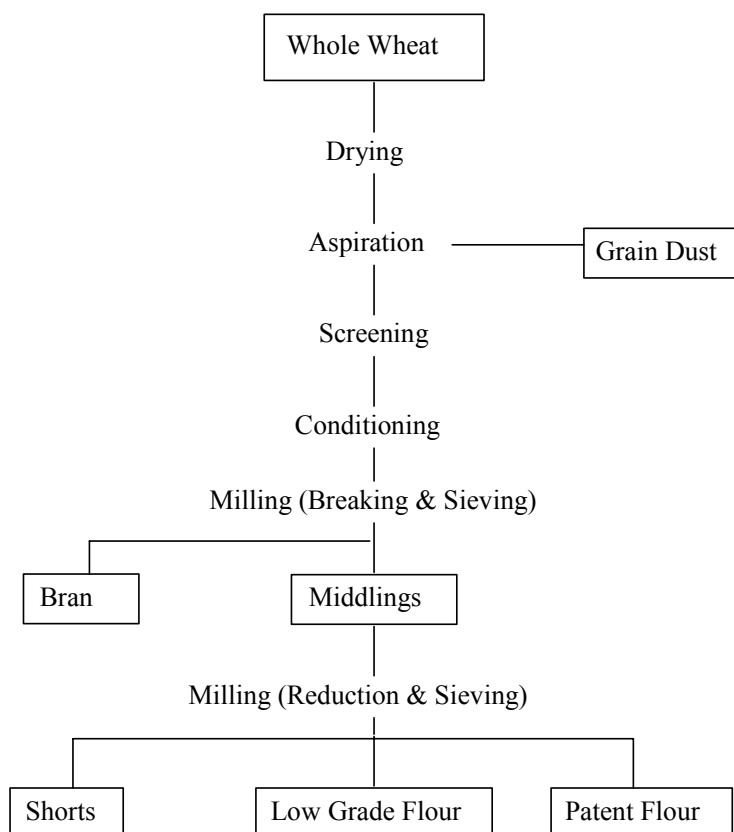 Whole Wheat
Drying
Aspiration
Grain Dust
Screening
Conditioning
Milling (Breaking & Sieving)
Bran
Middlings
Milling (Reduction & Sieving)
Shorts
Low Grade Flour
Patent Flour